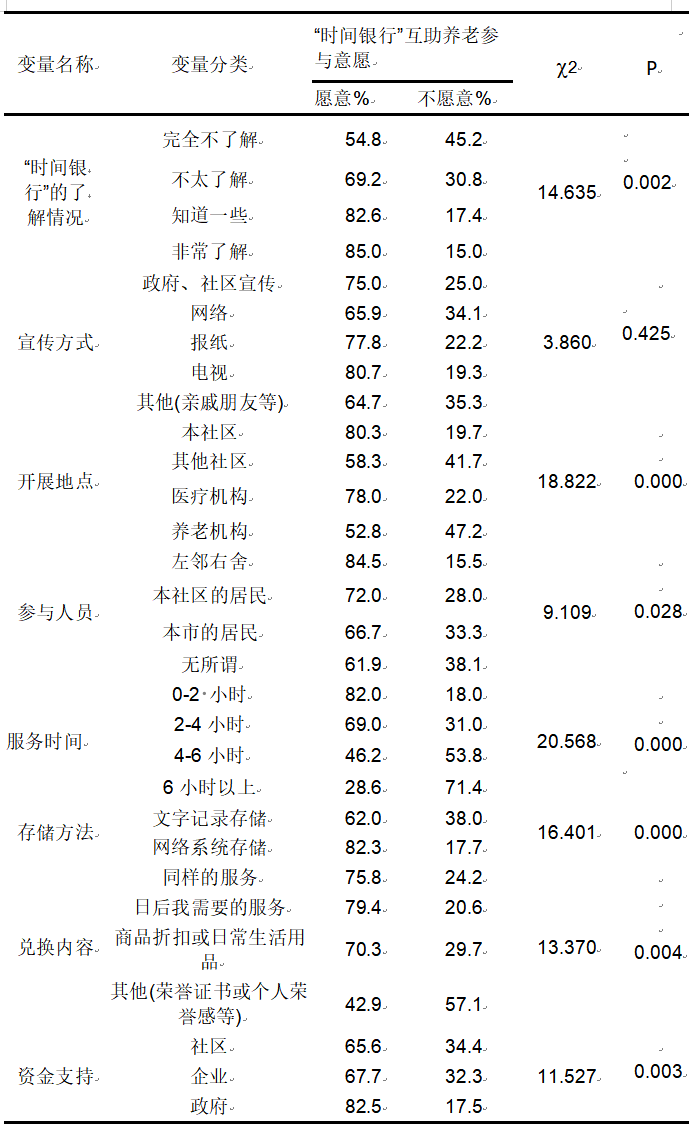 变量名称 变量分类 “时间银行”互助养老参与意愿 χ2 P
愿意% 不愿意%
“时间银行”的了解情况 14.635 0.002
完全不了解 54.8 45.2
不太了解 69.2 30.8
知道一些 82.6 17.4
非常了解 85.0 15.0
宣传方式 3.860 0.425
政府、社区宣传 75.0 25.0
网络 65.9 34.1
报纸 77.8 22.2
电视 80.7 19.3
其他(亲戚朋友等) 64.7 35.3
开展地点 18.822 0.000
本社区 80.3 19.7
其他社区 58.3 41.7
医疗机构 78.0 22.0
养老机构 52.8 47.2
参与人员 9.109 0.028
左邻右舍 84.5 15.5
本社区的居民 72.0 28.0
本市的居民 66.7 33.3
无所谓 61.9 38.1
服务时间 20.568 0.000
0-2 小时 82.0 18.0
2-4 小时 69.0 31.0
4-6 小时 46.2 53.8
6 小时以上 28.6 71.4
存储方法 16.401 0.000
文字记录存储 62.0 38.0
网络系统存储 82.3 17.7
兑换内容 13.370 0.004
同样的服务 75.8 24.2
日后我需要的服务 79.4 20.6
商品折扣或日常生活用品 70.3 29.7
其他(荣誉证书或个人荣誉感等) 42.9 57.1
资金支持 11.527 0.003
社区 65.6 34.4
企业 67.7 32.3
政府 82.5 17.5